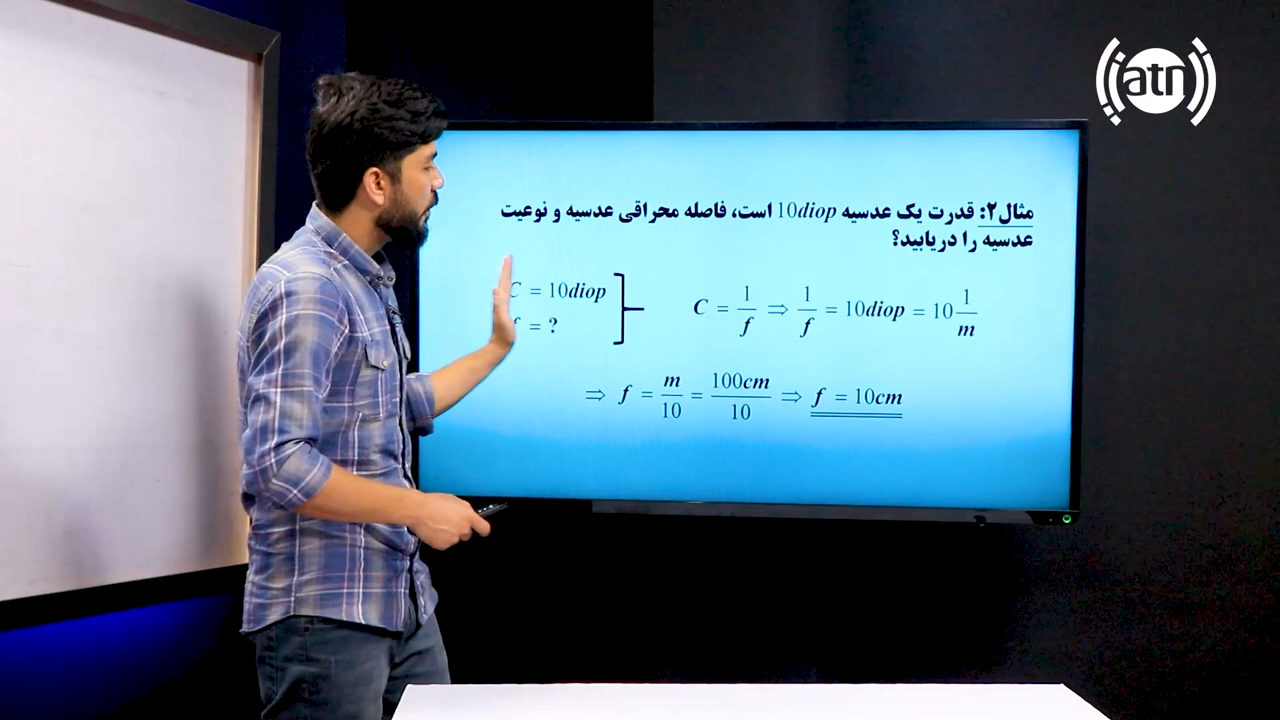 atn
مثال۲: قدرت یک عدسیه 10diop است، فاصله محراقی عدسیه و نوعیت
عدسیه را دریابید؟
C = 10diop
f = ?
C = 1/f ⇒ 1/f = 10diop = 10 1/m
⇒ f = m/10 = 100cm/10 ⇒ f = 10cm